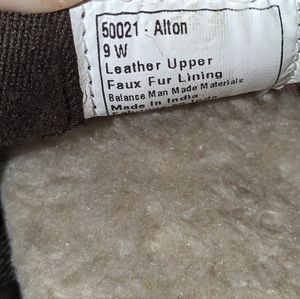 50021 - Alton
9 W
Leather Upper
Faux Fur Lining
Balance Man Made Materials
Made In India